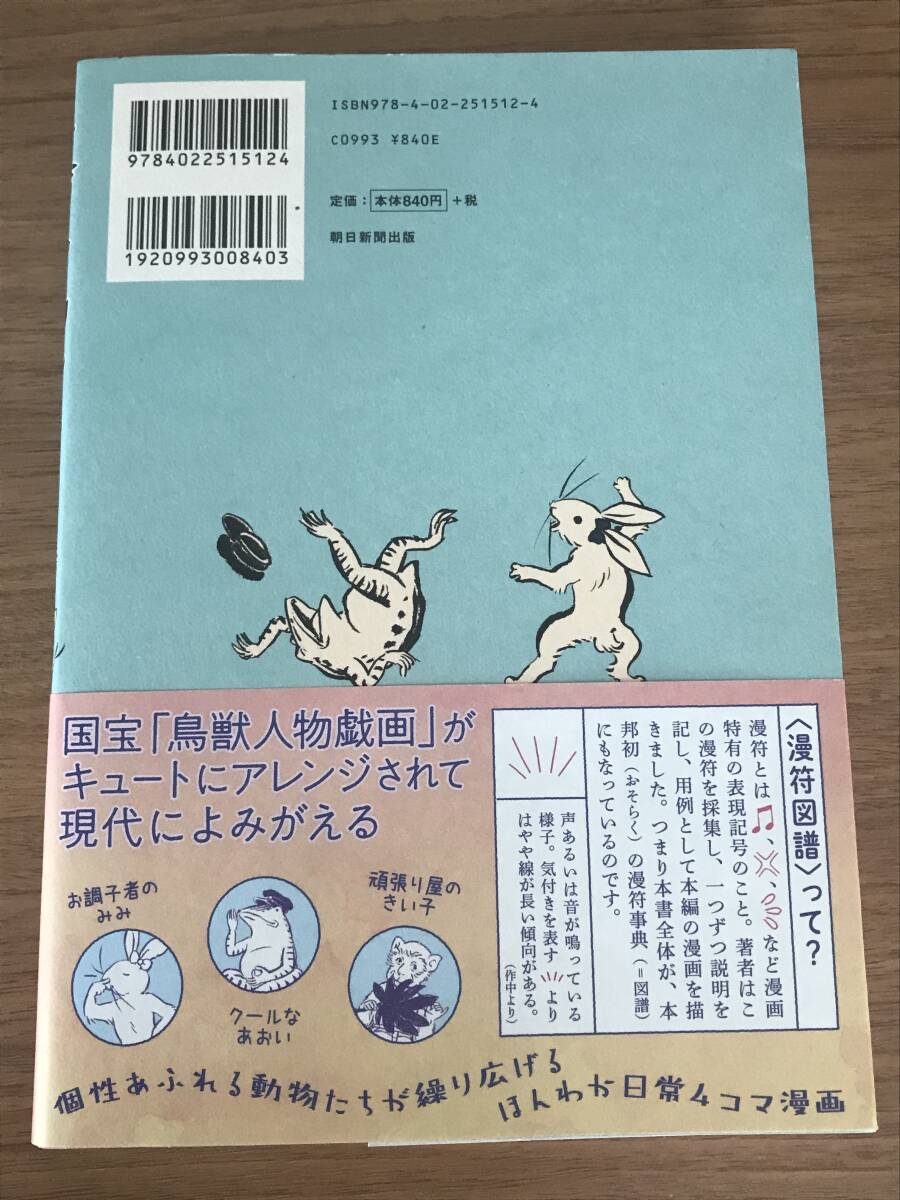 ISBN978-4-02-251512-4
C0993 ¥840E
9784022515124
定価：本体840円+税
朝日新聞出版
1920993008403
国宝「鳥獣人物戯画」が
キュートにアレンジされて
現代によみがえる
お調子者の
みみ
クールな
あおい
頑張り屋の
きい子
〈漫符図譜〉って？
漫符とは🎵、💢、💦など漫画
特有の表現記号のこと。著者はこ
の漫符を採集し、一つずつ説明を
記し、用例として本編の漫画を描
きました。つまり本書全体が、本
邦初（おそらく）の漫符事典（=図譜）
にもなっているのです。
声あるいは音が鳴っている
様子。気付きを表すより
はやや線が長い傾向がある。
（作中より）
個性あふれる動物たちが繰り広げる
ほんわか日常4コマ漫画